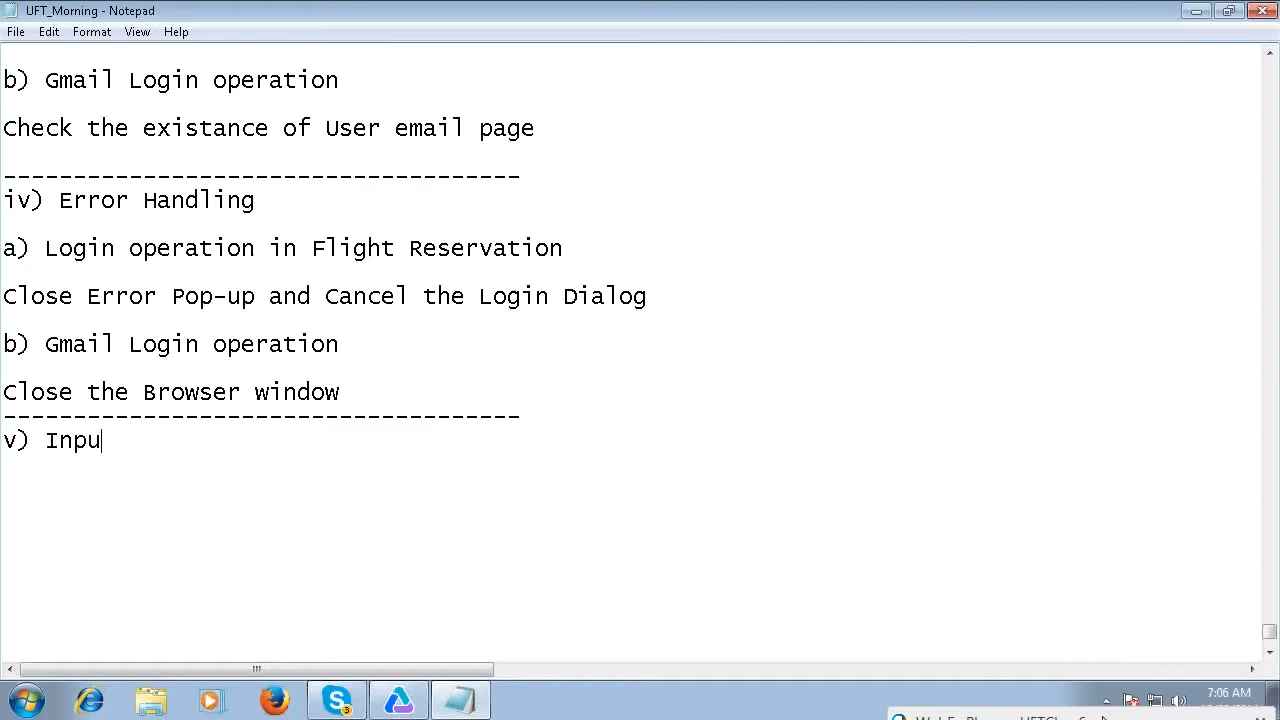 UFT_Morning - Notepad
File Edit Format View Help
b) Gmail Login operation
Check the existance of User email page
-------------------------------------
iv) Error Handling
a) Login operation in Flight Reservation
Close Error Pop-up and Cancel the Login Dialog
b) Gmail Login operation
Close the Browser window
-------------------------------------
v) Inpu
3
7:06 AM